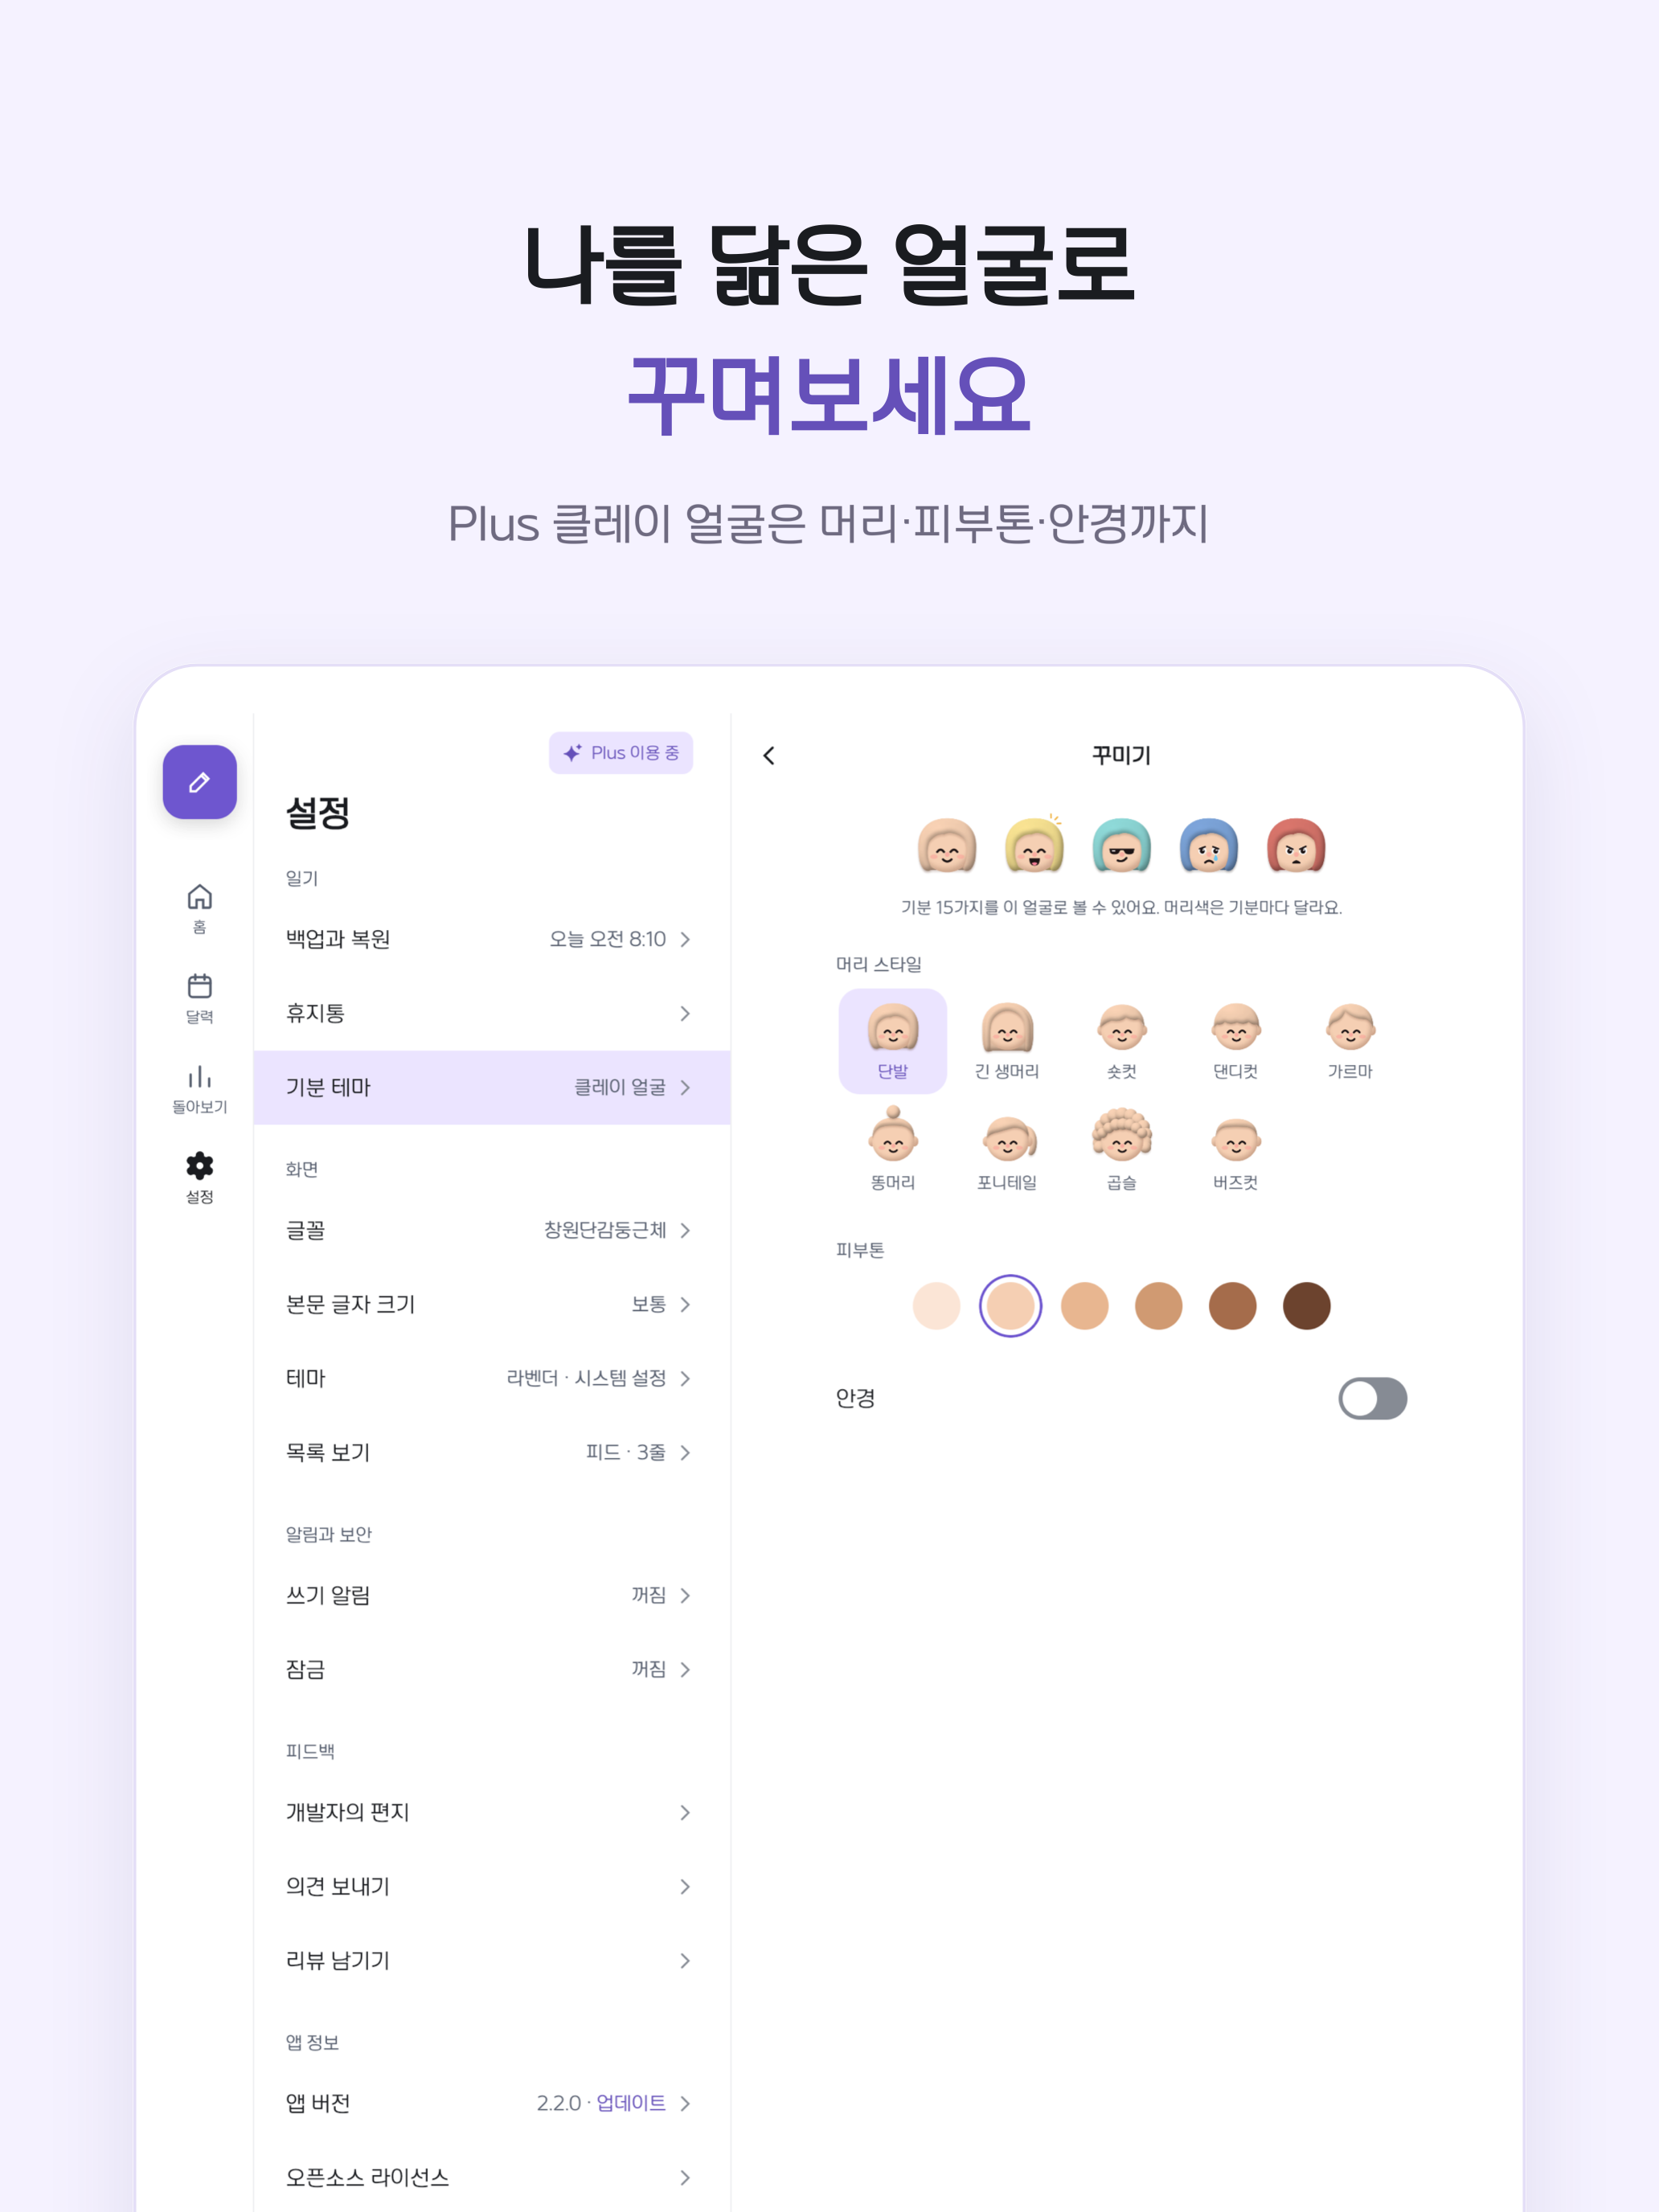 나를 닮은 얼굴로
꾸며보세요
Plus 클레이 얼굴은 머리·피부톤·안경까지
홈
달력
돌아보기
설정
Plus 이용 중
설정
일기
백업과 복원 오늘 오전 8:10
휴지통
기분 테마 클레이 얼굴
화면
글꼴 창원단감둥근체
본문 글자 크기 보통
테마 라벤더 · 시스템 설정
목록 보기 피드 · 3줄
알림과 보안
쓰기 알림 꺼짐
잠금 꺼짐
피드백
개발자의 편지
의견 보내기
리뷰 남기기
앱 정보
앱 버전 2.2.0 · 업데이트
오픈소스 라이선스
꾸미기
기분 15가지를 이 얼굴로 볼 수 있어요. 머리색은 기분마다 달라요.
머리 스타일
단발 긴 생머리 숏컷 댄디컷 가르마
똥머리 포니테일 곱슬 버즈컷
피부톤
안경